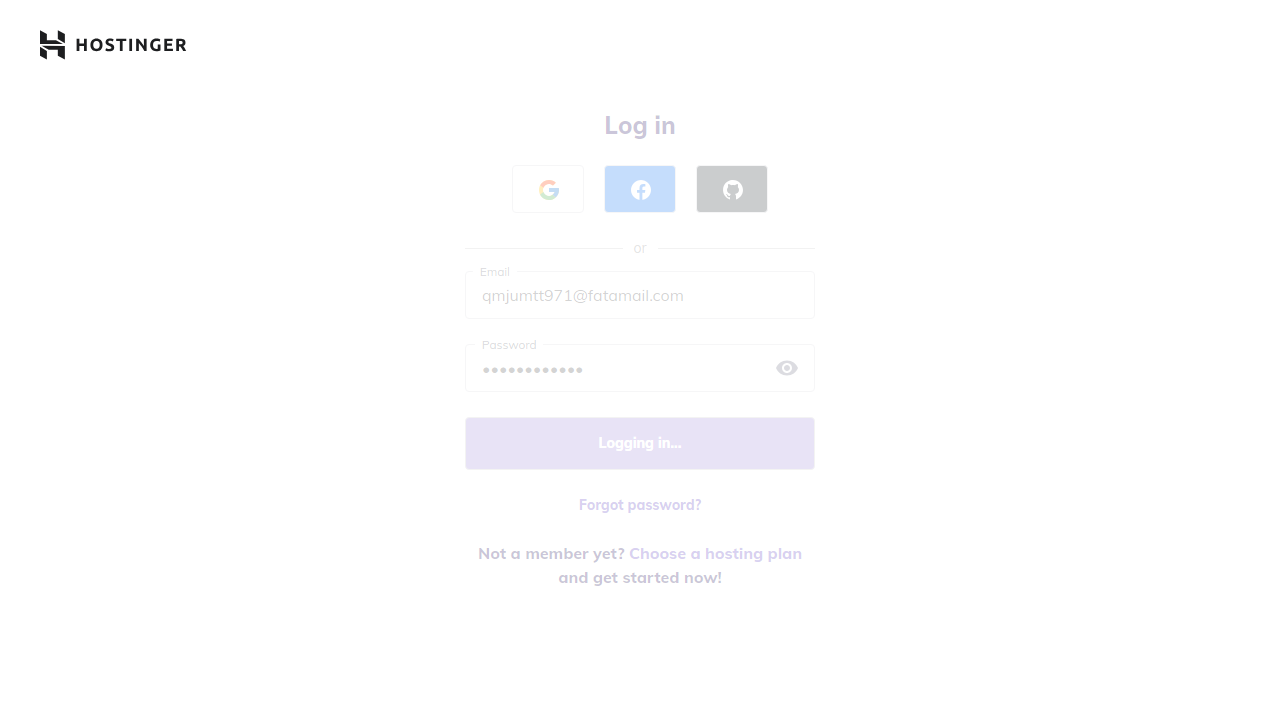 HOSTINGER
Log in
or
Email
qmjumtt971@fatamail.com
Password
••••••••••••
Logging in...
Forgot password?
Not a member yet? Choose a hosting plan
and get started now!